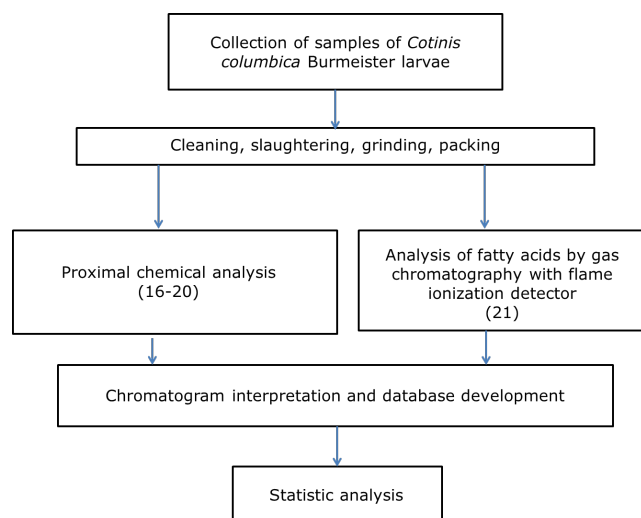 Collection of samples of Cotinis
columbica Burmeister larvae
Cleaning, slaughtering, grinding, packing
Proximal chemical analysis
(16-20)
Analysis of fatty acids by gas
chromatography with flame
ionization detector
(21)
Chromatogram interpretation and database development
Statistic analysis